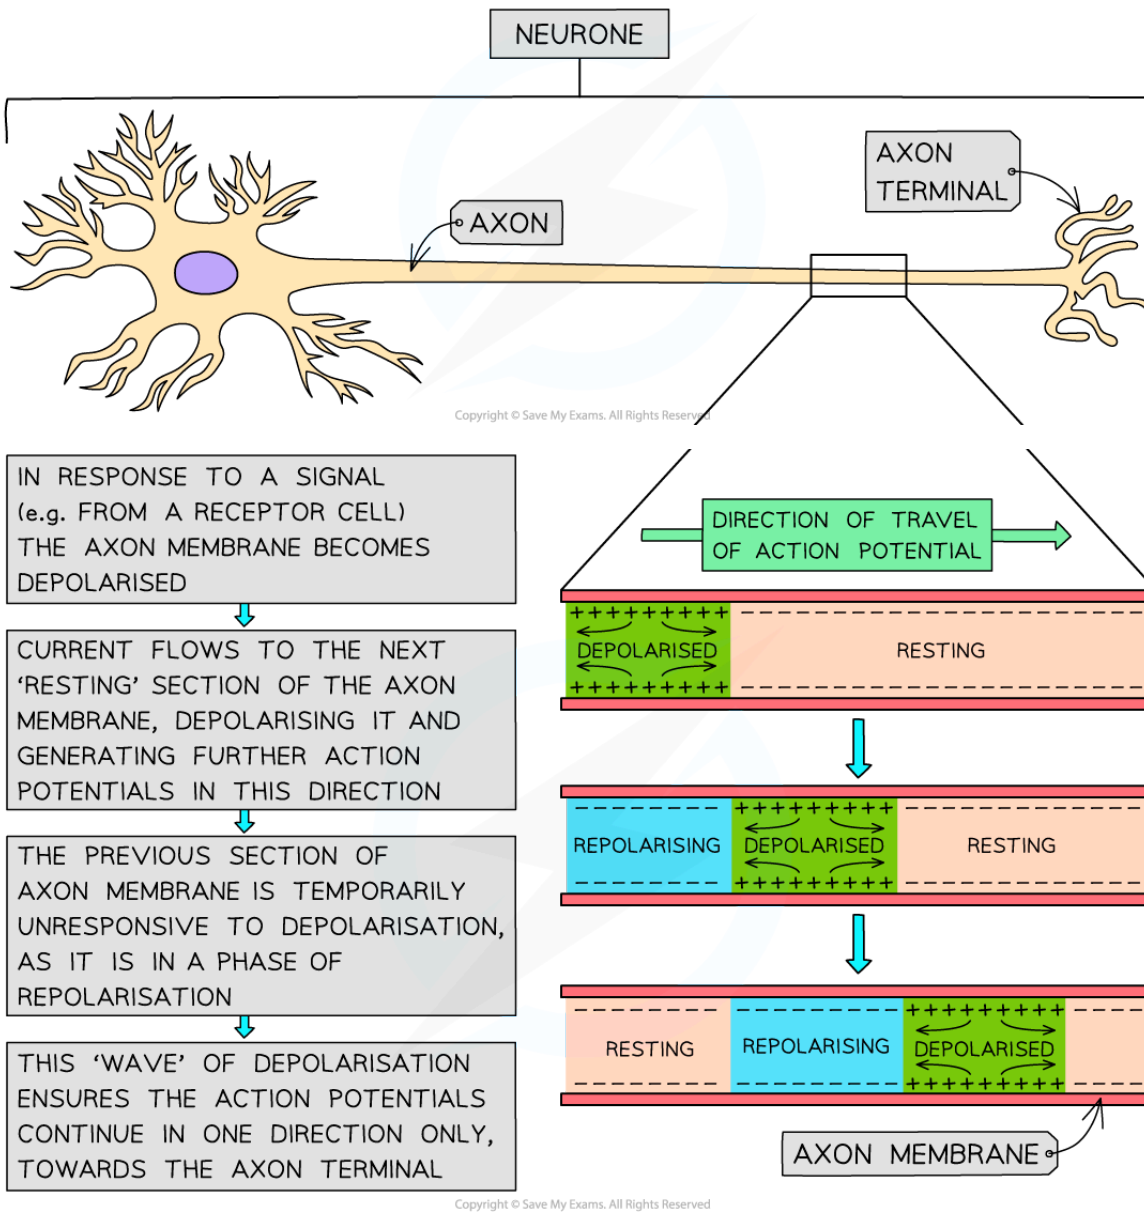 NEURONE
AXON
TERMINAL
AXON
Copyright © Save My Exams. All Rights Reserved
IN RESPONSE TO A SIGNAL
(e.g. FROM A RECEPTOR CELL)
THE AXON MEMBRANE BECOMES
DEPOLARISED
CURRENT FLOWS TO THE NEXT
'RESTING' SECTION OF THE AXON
MEMBRANE, DEPOLARISING IT AND
GENERATING FURTHER ACTION
POTENTIALS IN THIS DIRECTION
THE PREVIOUS SECTION OF
AXON MEMBRANE IS TEMPORARILY
UNRESPONSIVE TO DEPOLARISATION,
AS IT IS IN A PHASE OF
REPOLARISATION
THIS 'WAVE' OF DEPOLARISATION
ENSURES THE ACTION POTENTIALS
CONTINUE IN ONE DIRECTION ONLY,
TOWARDS THE AXON TERMINAL
DIRECTION OF TRAVEL
OF ACTION POTENTIAL
+++++++++
DEPOLARISED RESTING
+++++++++
+++++++++
REPOLARISING DEPOLARISED RESTING
+++++++++
+++++++++
RESTING REPOLARISING DEPOLARISED
+++++++++
AXON MEMBRANE
Copyright © Save My Exams. All Rights Reserved